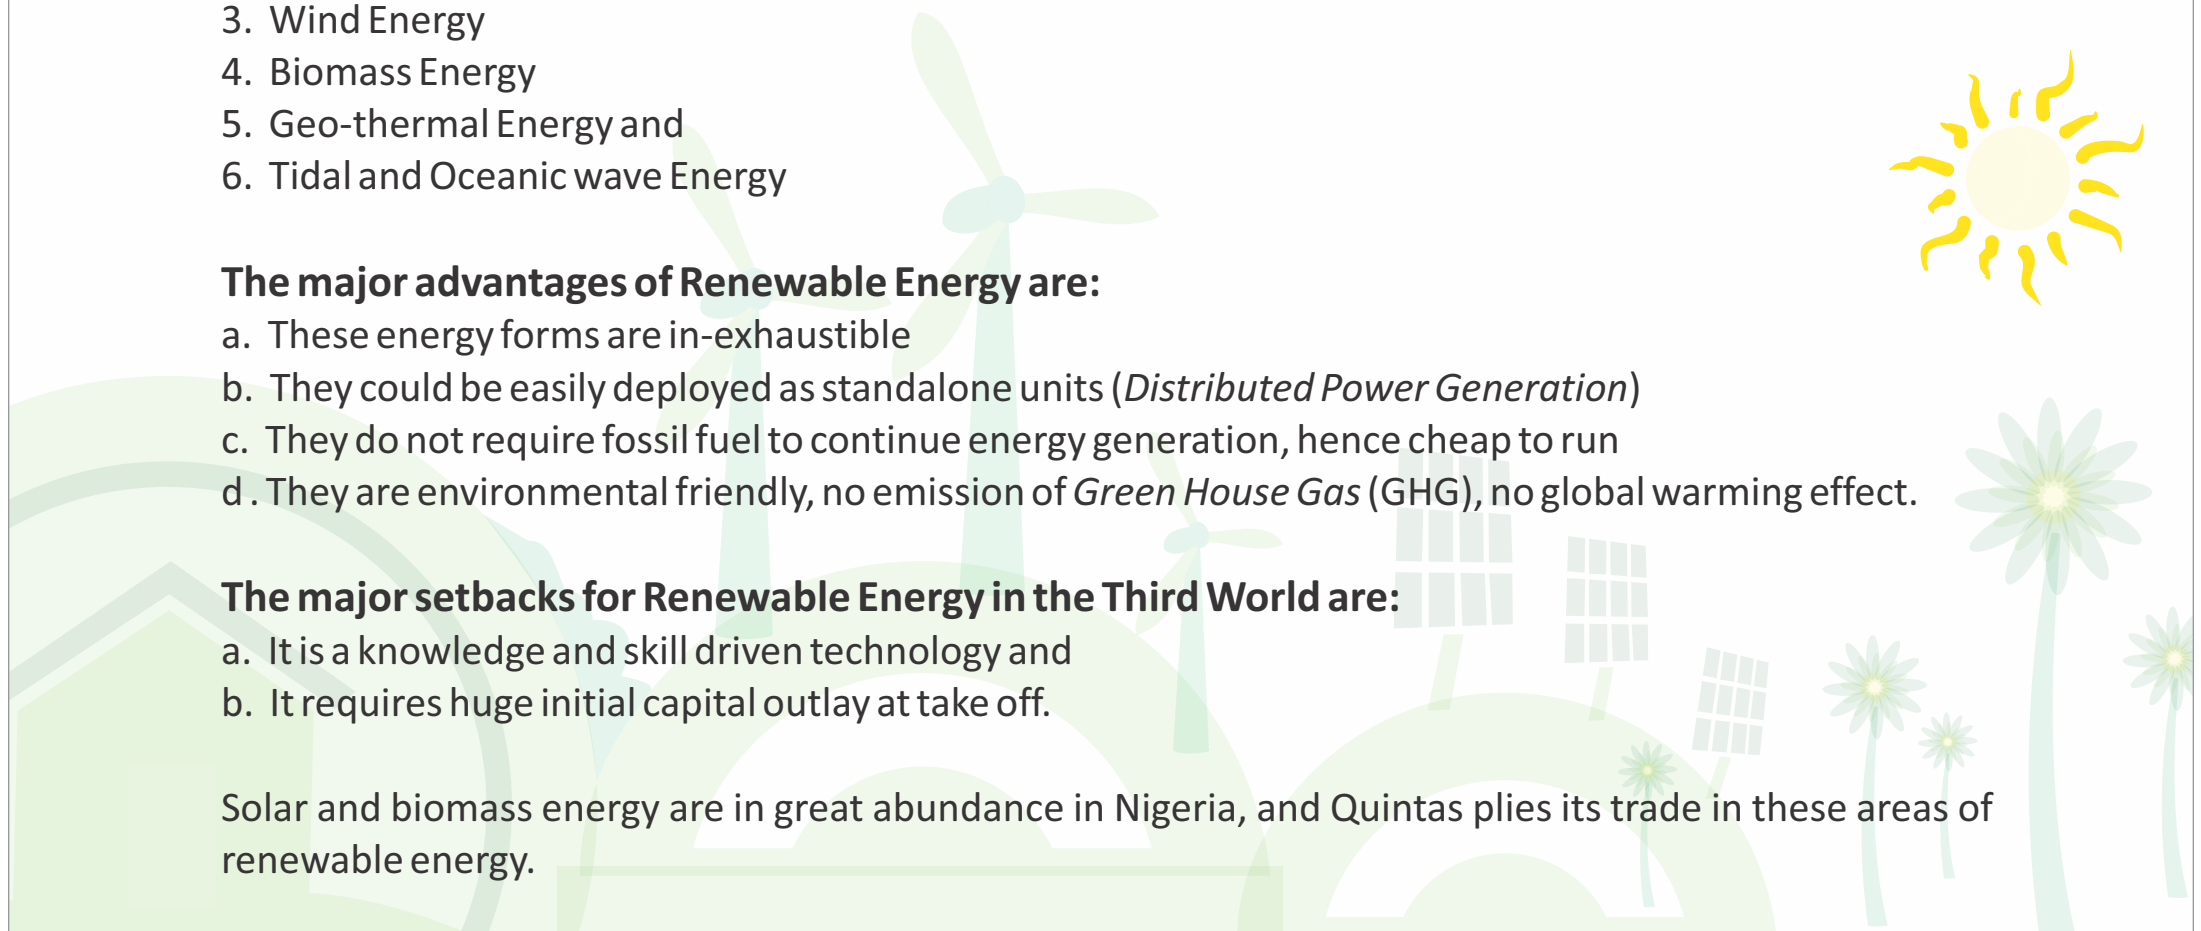 3. Wind Energy
4. Biomass Energy
5. Geo-thermal Energy and
6. Tidal and Oceanic wave Energy
The major advantages of Renewable Energy are:
a. These energy forms are in-exhaustible
b. They could be easily deployed as standalone units (Distributed Power Generation)
c. They do not require fossil fuel to continue energy generation, hence cheap to run
d . They are environmental friendly, no emission of Green House Gas (GHG), no global warming effect.
The major setbacks for Renewable Energy in the Third World are:
a. It is a knowledge and skill driven technology and
b. It requires huge initial capital outlay at take off.
Solar and biomass energy are in great abundance in Nigeria, and Quintas plies its trade in these areas of
renewable energy.